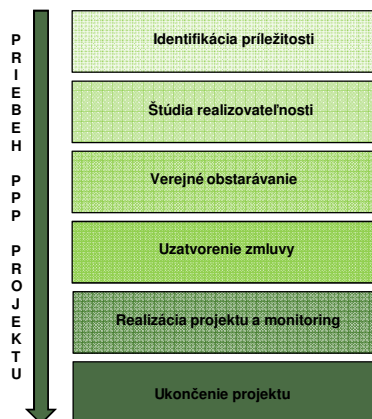 PRIEBEH PPP PROJEKTU
Identifikácia príležitosti
Štúdia realizovateľnosti
Verejné obstarávanie
Uzatvorenie zmluvy
Realizácia projektu a monitoring
Ukončenie projektu